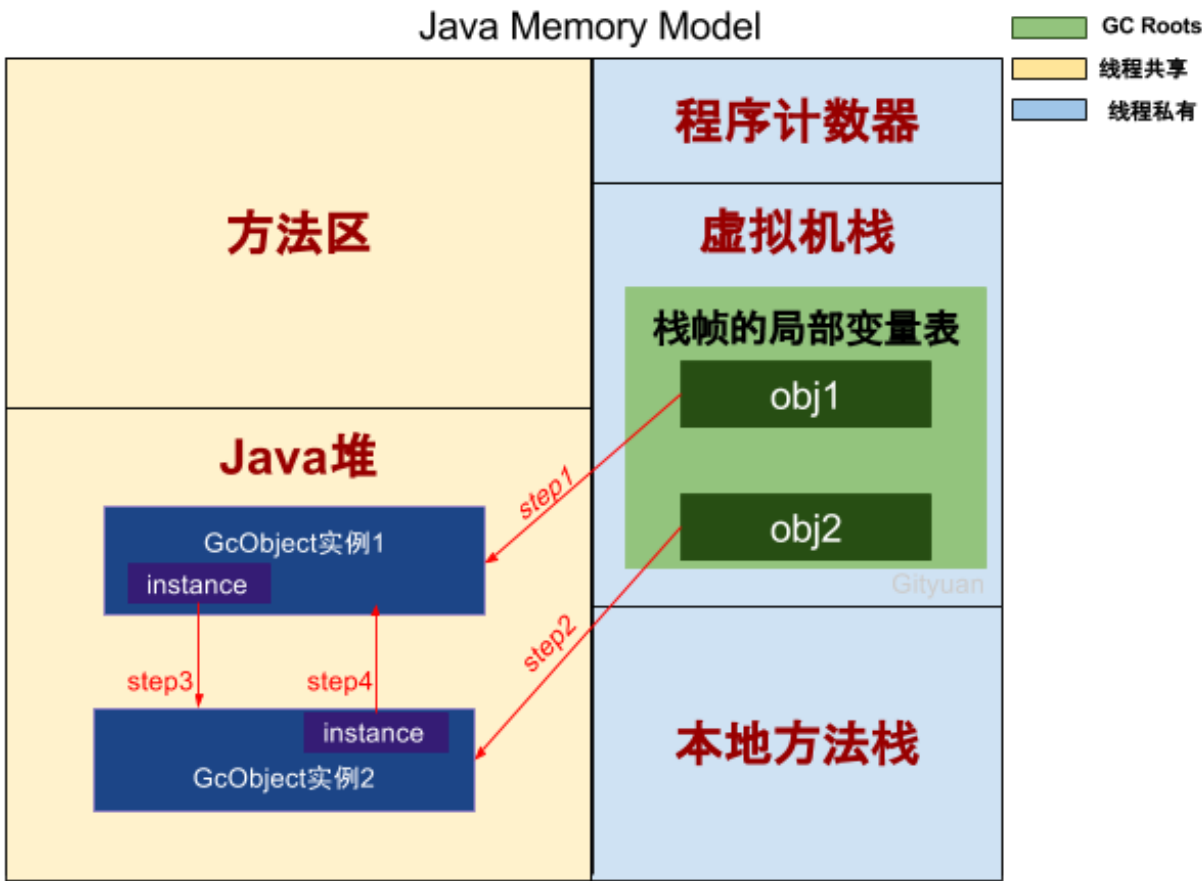 Java Memory Model
GC Roots
线程共享
线程私有
方法区
程序计数器
虚拟机栈
栈帧的局部变量表
obj1
obj2
Gityuan
Java堆
step1
GcObject实例1
instance
step2
step3
step4
instance
GcObject实例2
本地方法栈